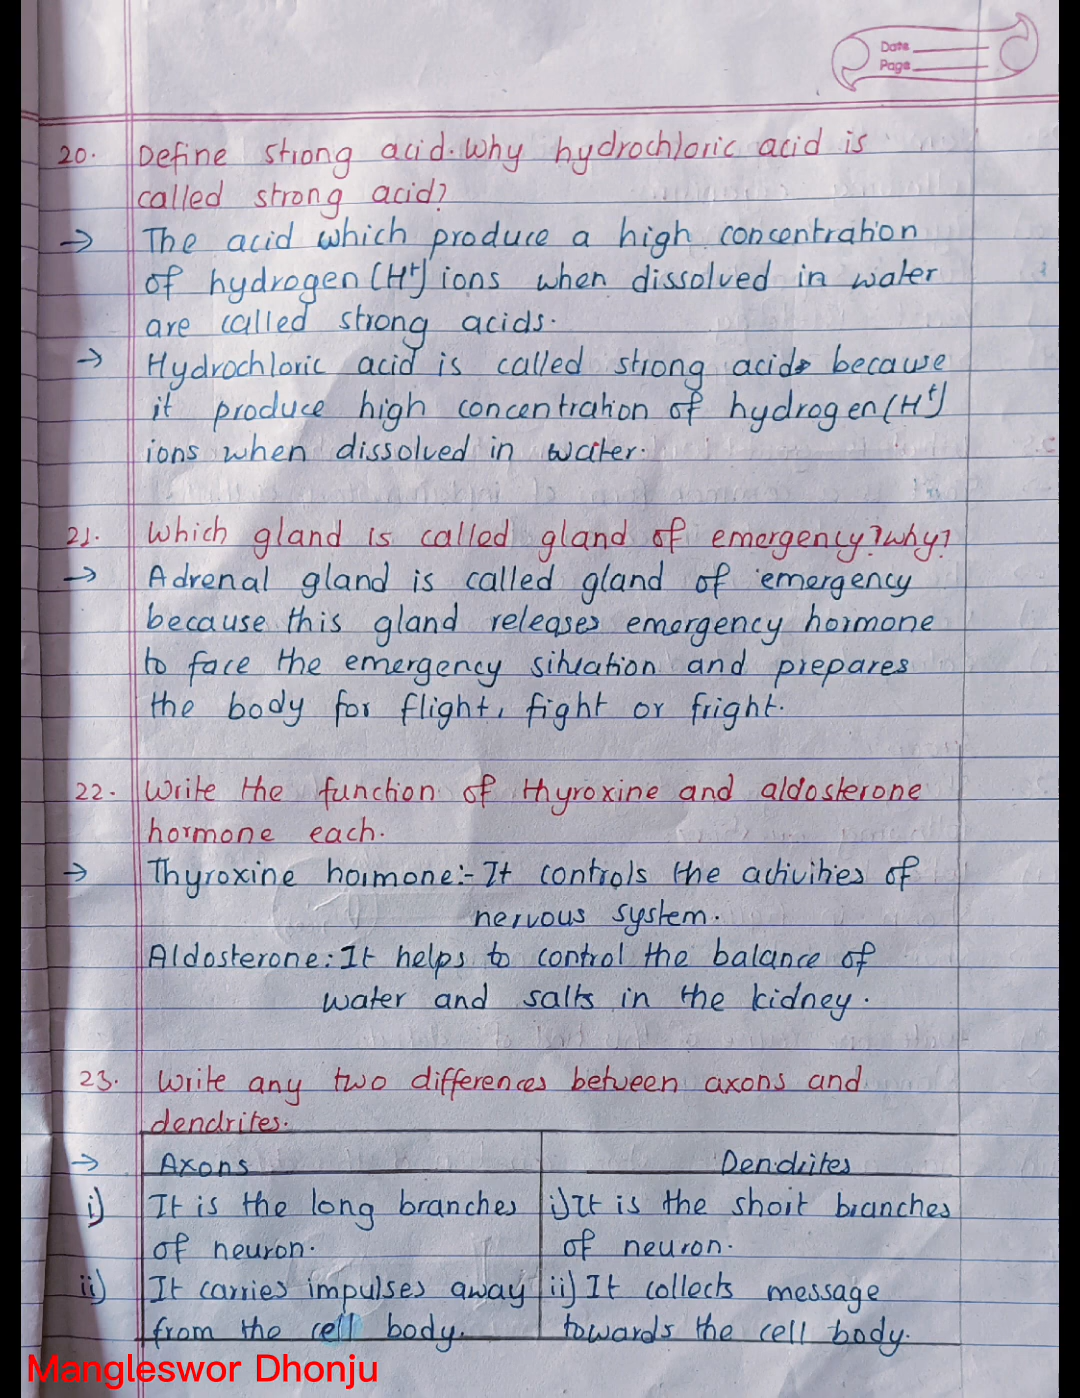 Date
Page
20. Define strong acid. Why hydrochloric acid is
called strong acid?
→ The acid which produce a high concentration
of hydrogen (H+) ions when dissolved in water
are called strong acids.
→ Hydrochloric acid is called strong acid because
it produce high concentration of hydrogen (H+)
ions when dissolved in water.
21. Which gland is called gland of emergency? why?
→ Adrenal gland is called gland of emergency
because this gland releases emergency hormone
to face the emergency situation and prepares
the body for flight, fight or fright.
22. Write the function of thyroxine and aldosterone
hormone each.
→ Thyroxine hormone:- It controls the activities of
nervous system.
Aldosterone: It helps to control the balance of
water and salts in the kidney.
23. Write any two differences between axons and
dendrites.
→ Axons Dendrites
i) It is the long branches i) It is the short branches
of neuron. of neuron.
ii) It carries impulses away ii) It collects message
from the cell body. towards the cell body.
Mangleswor Dhonju